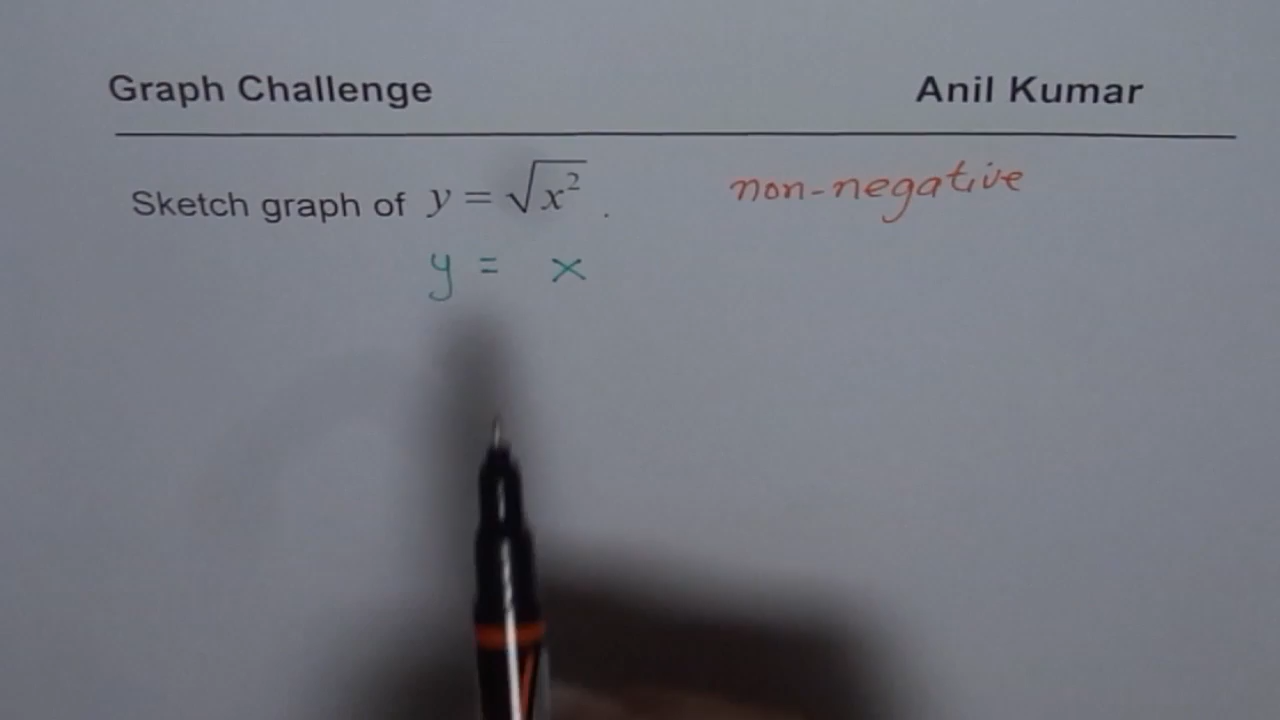 Graph Challenge Anil Kumar
Sketch graph of y = √x² . non-negative
y = x